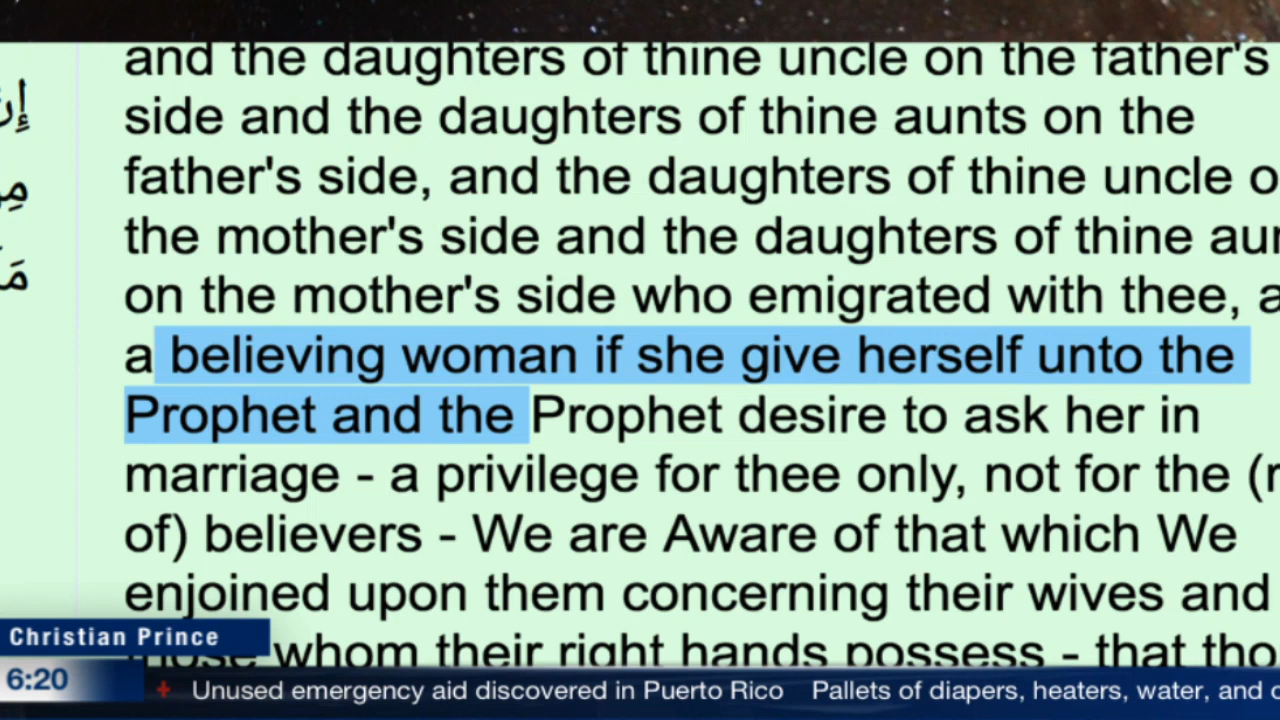 and the daughters of thine uncle on the father's
side and the daughters of thine aunts on the
father's side, and the daughters of thine uncle
the mother's side and the daughters of thine
on the mother's side who emigrated with thee,
a believing woman if she give herself unto the
Prophet and the Prophet desire to ask her in
marriage - a privilege for thee only, not for the
of) believers - We are Aware of that which We
enjoined upon them concerning their wives and
those whom their right hands possess - that
Christian Prince
6:20
Unused emergency aid discovered in Puerto Rico Pallets of diapers, heaters, water, and